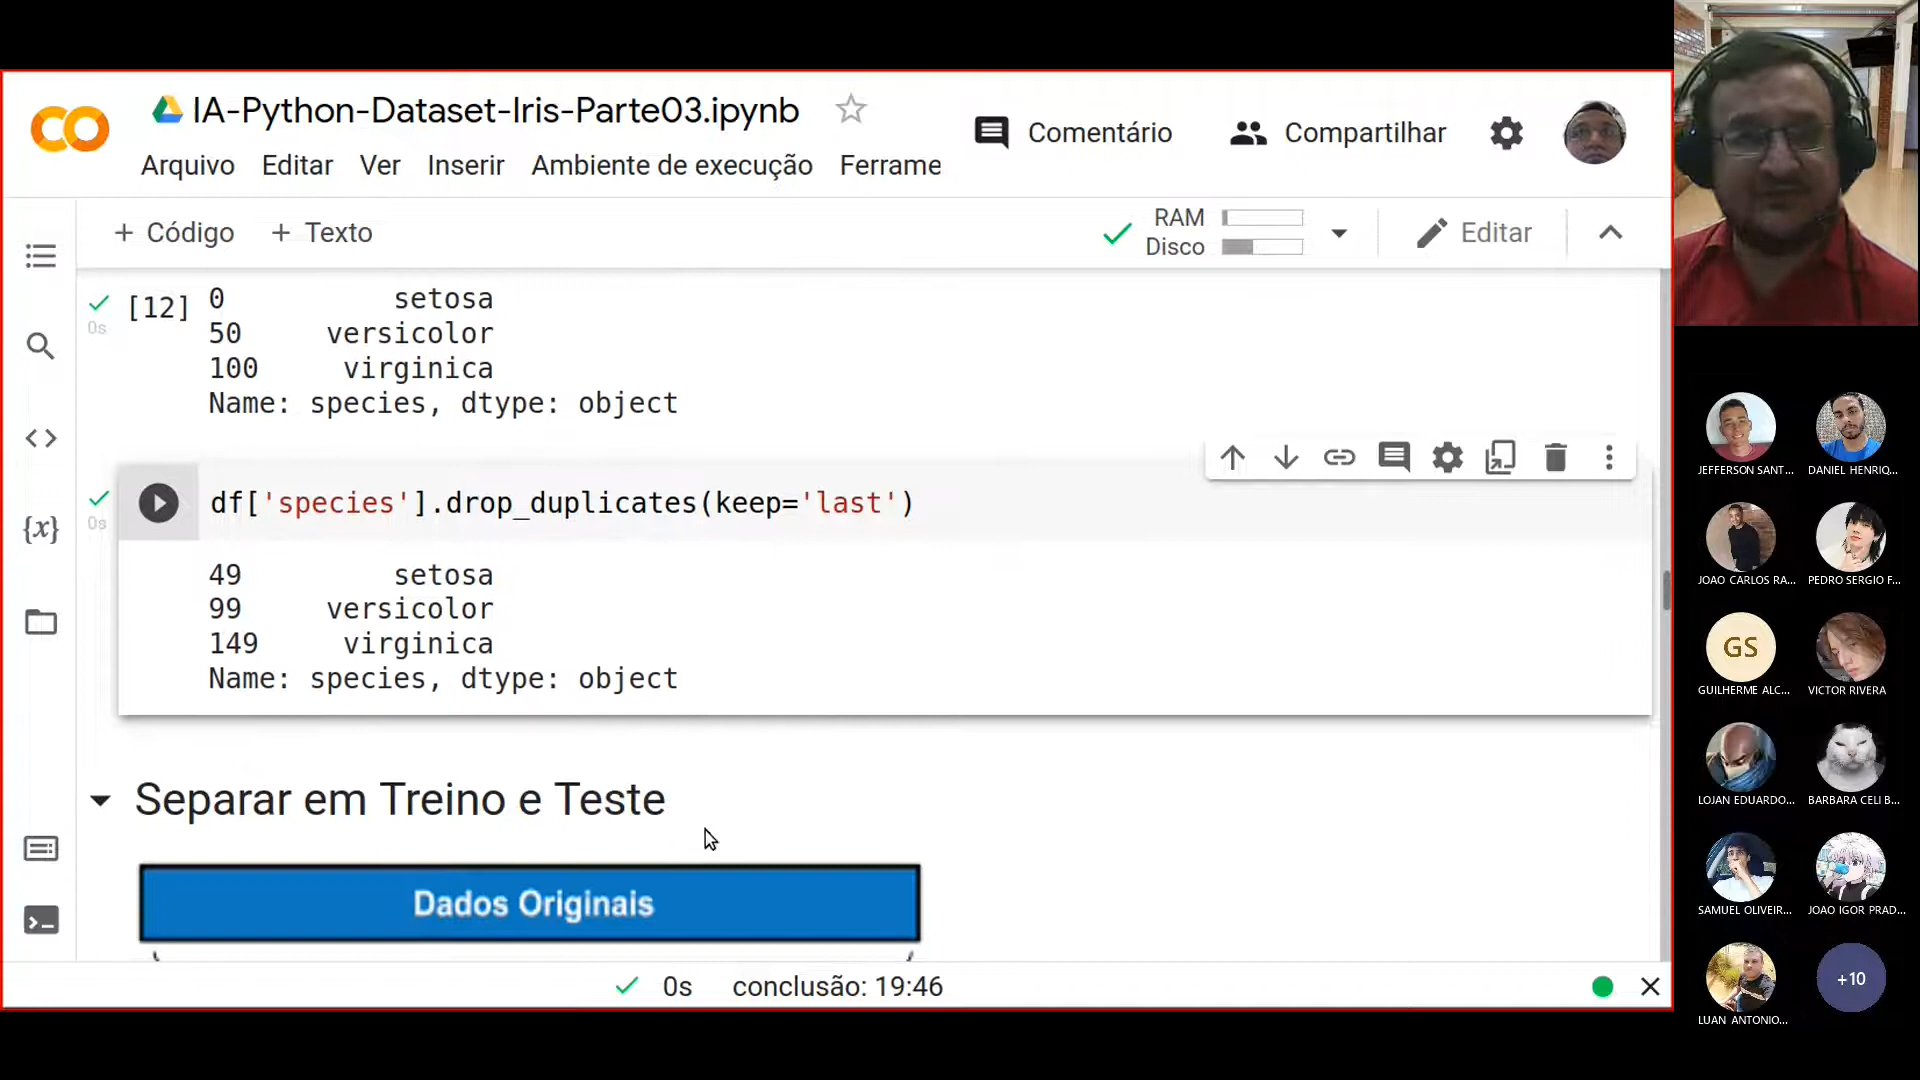 IA-Python-Dataset-Iris-Parte03.ipynb
Comentário
Compartilhar
Arquivo Editar Ver Inserir Ambiente de execução Ferrame
+ Código + Texto
RAM
Disco
Editar
[12] 0 setosa
0s
50 versicolor
100 virginica
Name: species, dtype: object
df['species'].drop_duplicates(keep='last')
0s
49 setosa
99 versicolor
149 virginica
Name: species, dtype: object
Separar em Treino e Teste
Dados Originais
0s conclusão: 19:46
JEFFERSON SANT... DANIEL HENRIQ...
JOAO CARLOS RA... PEDRO SERGIO F...
GS
GUILHERME ALC... VICTOR RIVERA
LOJAN EDUARDO... BARBARA CELI B...
SAMUEL OLIVEIR... JOAO IGOR PRAD...
+10
LUAN ANTONIO...